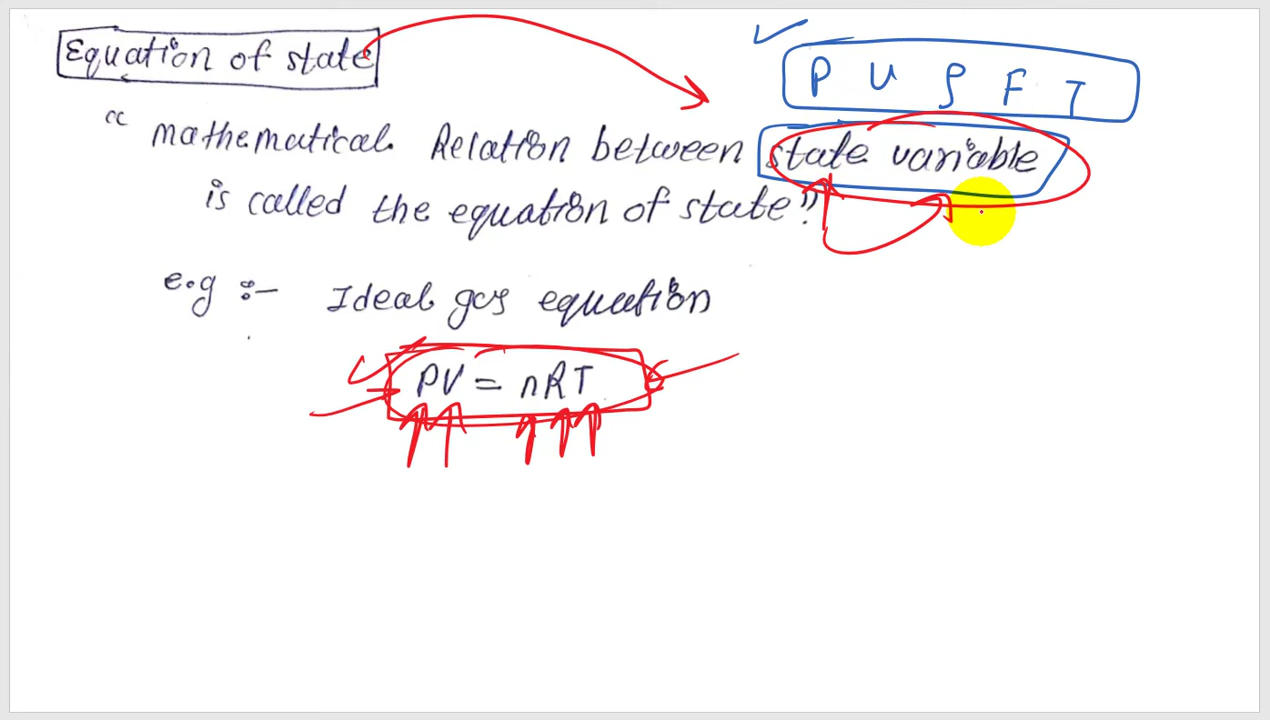 Equation of state
P U ρ F T
“ mathematical Relation between state variable
is called the equation of state”
e.g :- Ideal gas equation
PV = nRT